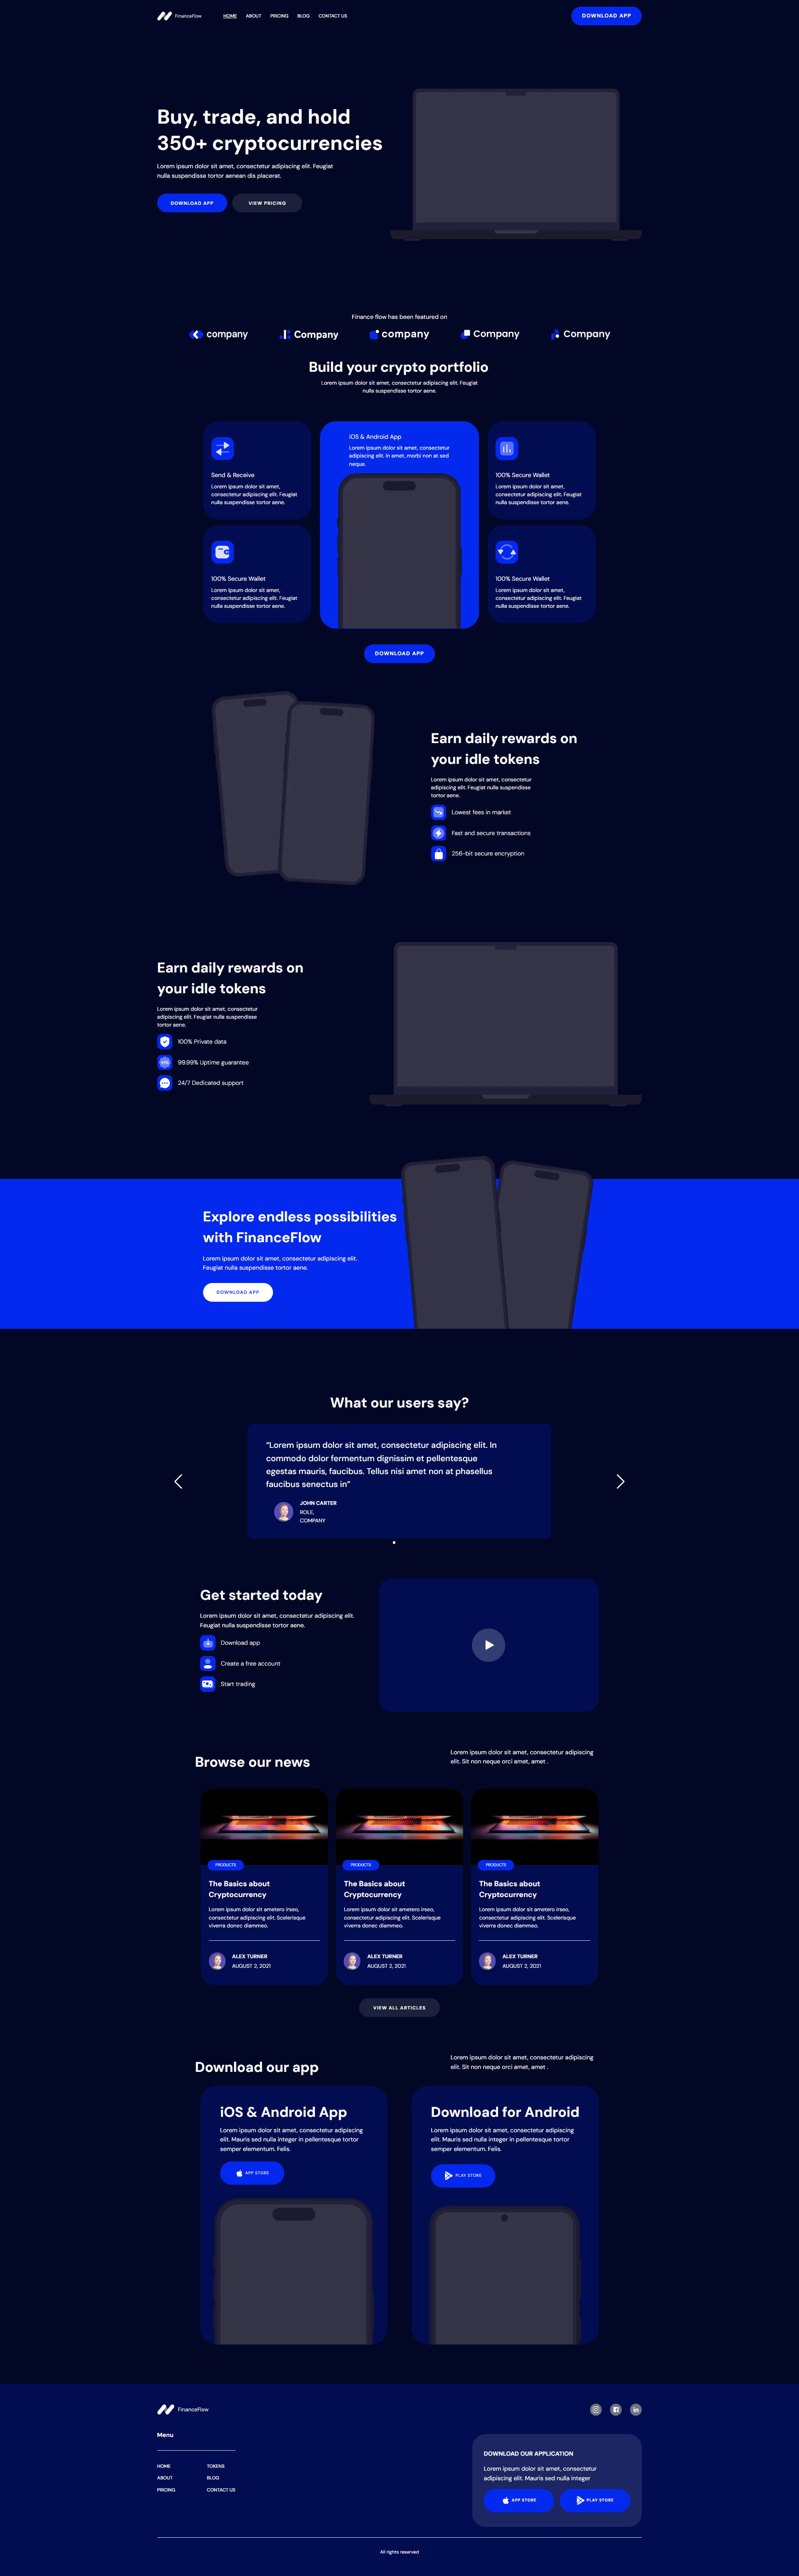 FinanceFlow
HOME
ABOUT
PRICING
BLOG
CONTACT US
DOWNLOAD APP
Buy, trade, and hold
350+ cryptocurrencies
Lorem ipsum dolor sit amet, consectetur adipiscing elit. Feugiat
nulla suspendisse tortor aenean dis placerat.
DOWNLOAD APP
VIEW PRICING
Finance flow has been featured on
company
Company
company
Company
Company
Build your crypto portfolio
Lorem ipsum dolor sit amet, consectetur adipiscing elit. Feugiat
nulla suspendisse tortor aene.
Send & Receive
Lorem ipsum dolor sit amet,
consectetur adipiscing elit. Feugiat
nulla suspendisse tortor aene.
100% Secure Wallet
Lorem ipsum dolor sit amet,
consectetur adipiscing elit. Feugiat
nulla suspendisse tortor aene.
iOS & Android App
Lorem ipsum dolor sit amet, consectetur
adipiscing elit. In amet, morbi non at sed
neque.
100% Secure Wallet
Lorem ipsum dolor sit amet,
consectetur adipiscing elit. Feugiat
nulla suspendisse tortor aene.
100% Secure Wallet
Lorem ipsum dolor sit amet,
consectetur adipiscing elit. Feugiat
nulla suspendisse tortor aene.
DOWNLOAD APP
Earn daily rewards on
your idle tokens
Lorem ipsum dolor sit amet, consectetur
adipiscing elit. Feugiat nulla suspendisse
tortor aene.
Lowest fees in market
Fast and secure transactions
256-bit secure encryption
Earn daily rewards on
your idle tokens
Lorem ipsum dolor sit amet, consectetur
adipiscing elit. Feugiat nulla suspendisse
tortor aene.
100% Private data
99.99% Uptime guarantee
24/7 Dedicated support
Explore endless possibilities
with FinanceFlow
Lorem ipsum dolor sit amet, consectetur adipiscing elit.
Feugiat nulla suspendisse tortor aene.
DOWNLOAD APP
What our users say?
“Lorem ipsum dolor sit amet, consectetur adipiscing elit. In
commodo dolor fermentum dignissim et pellentesque
egestas mauris, faucibus. Tellus nisi amet non at phasellus
faucibus senectus in”
JOHN CARTER
ROLE,
COMPANY
Get started today
Lorem ipsum dolor sit amet, consectetur adipiscing elit.
Feugiat nulla suspendisse tortor aene.
Download app
Create a free account
Start trading
Browse our news
Lorem ipsum dolor sit amet, consectetur adipiscing
elit. Sit non neque orci amet, amet .
PRODUCTS
The Basics about
Cryptocurrency
Lorem ipsum dolor sit ametero irseo,
consectetur adipiscing elit. Scelerisque
viverra donec diammeo.
ALEX TURNER
AUGUST 2, 2021
PRODUCTS
The Basics about
Cryptocurrency
Lorem ipsum dolor sit ametero irseo,
consectetur adipiscing elit. Scelerisque
viverra donec diammeo.
ALEX TURNER
AUGUST 2, 2021
PRODUCTS
The Basics about
Cryptocurrency
Lorem ipsum dolor sit ametero irseo,
consectetur adipiscing elit. Scelerisque
viverra donec diammeo.
ALEX TURNER
AUGUST 2, 2021
VIEW ALL ARTICLES
Download our app
Lorem ipsum dolor sit amet, consectetur adipiscing
elit. Sit non neque orci amet, amet .
iOS & Android App
Lorem ipsum dolor sit amet, consectetur adipiscing
elit. Mauris sed nulla integer in pellentesque tortor
semper elementum. Felis.
APP STORE
Download for Android
Lorem ipsum dolor sit amet, consectetur adipiscing
elit. Mauris sed nulla integer in pellentesque tortor
semper elementum. Felis.
PLAY STORE
FinanceFlow
Menu
HOME
TOKENS
ABOUT
BLOG
PRICING
CONTACT US
DOWNLOAD OUR APPLICATION
Lorem ipsum dolor sit amet, consectetur
adipiscing elit. Mauris sed nulla integer
APP STORE
PLAY STORE
All rights reserved